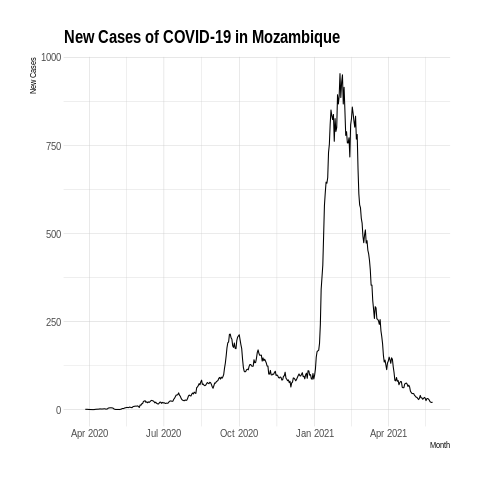 New Cases of COVID-19 in Mozambique
New Cases
1000
750
500
250
0
Apr 2020
Jul 2020
Oct 2020
Jan 2021
Apr 2021
Month